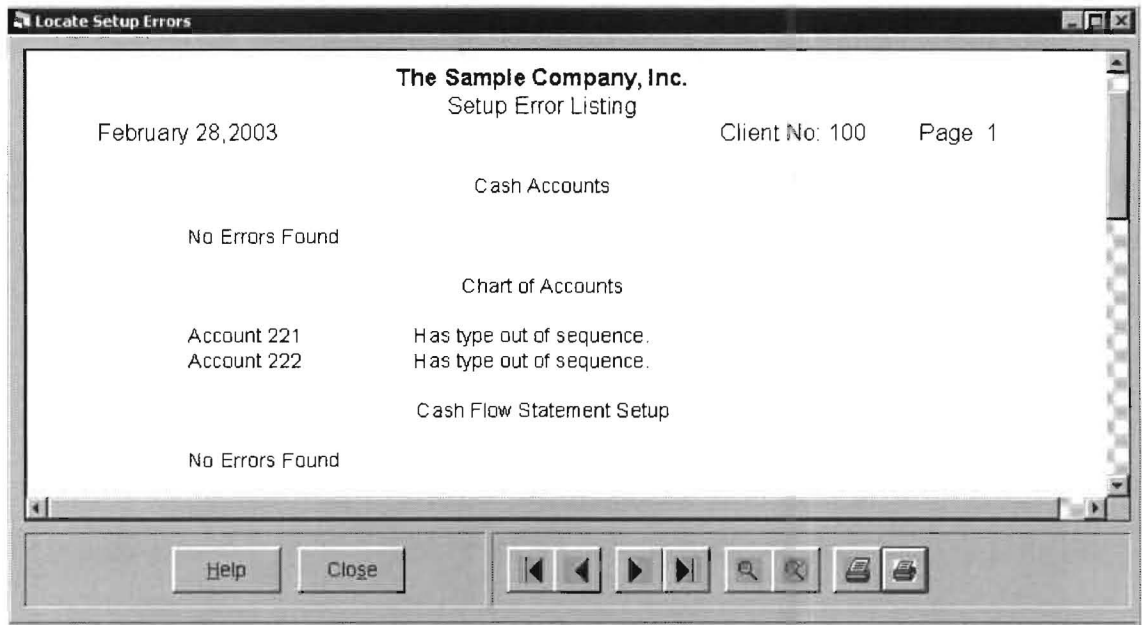 Locate Setup Errors
The Sample Company, Inc.
Setup Error Listing
February 28,2003 Client No: 100 Page 1
Cash Accounts
No Errors Found
Chart of Accounts
Account 221 Has type out of sequence.
Account 222 Has type out of sequence.
Cash Flow Statement Setup
No Errors Found
Help Close